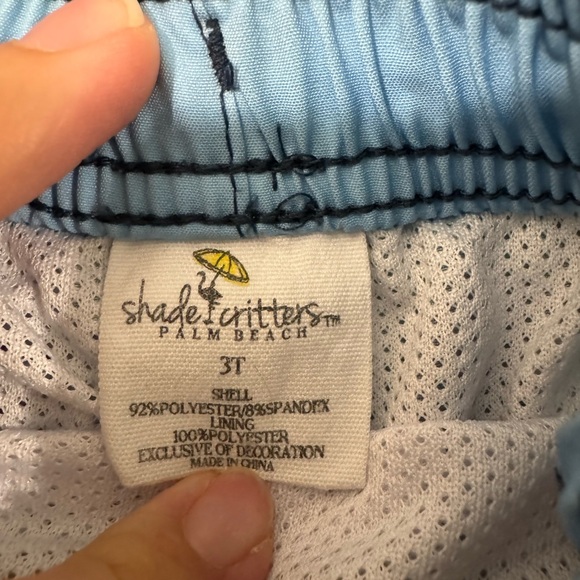 shade critters™
PALM BEACH
3T
SHELL
92%POLYESTER/8%SPANDEX
LINING
100%POLYESTER
EXCLUSIVE OF DECORATION
MADE IN CHINA